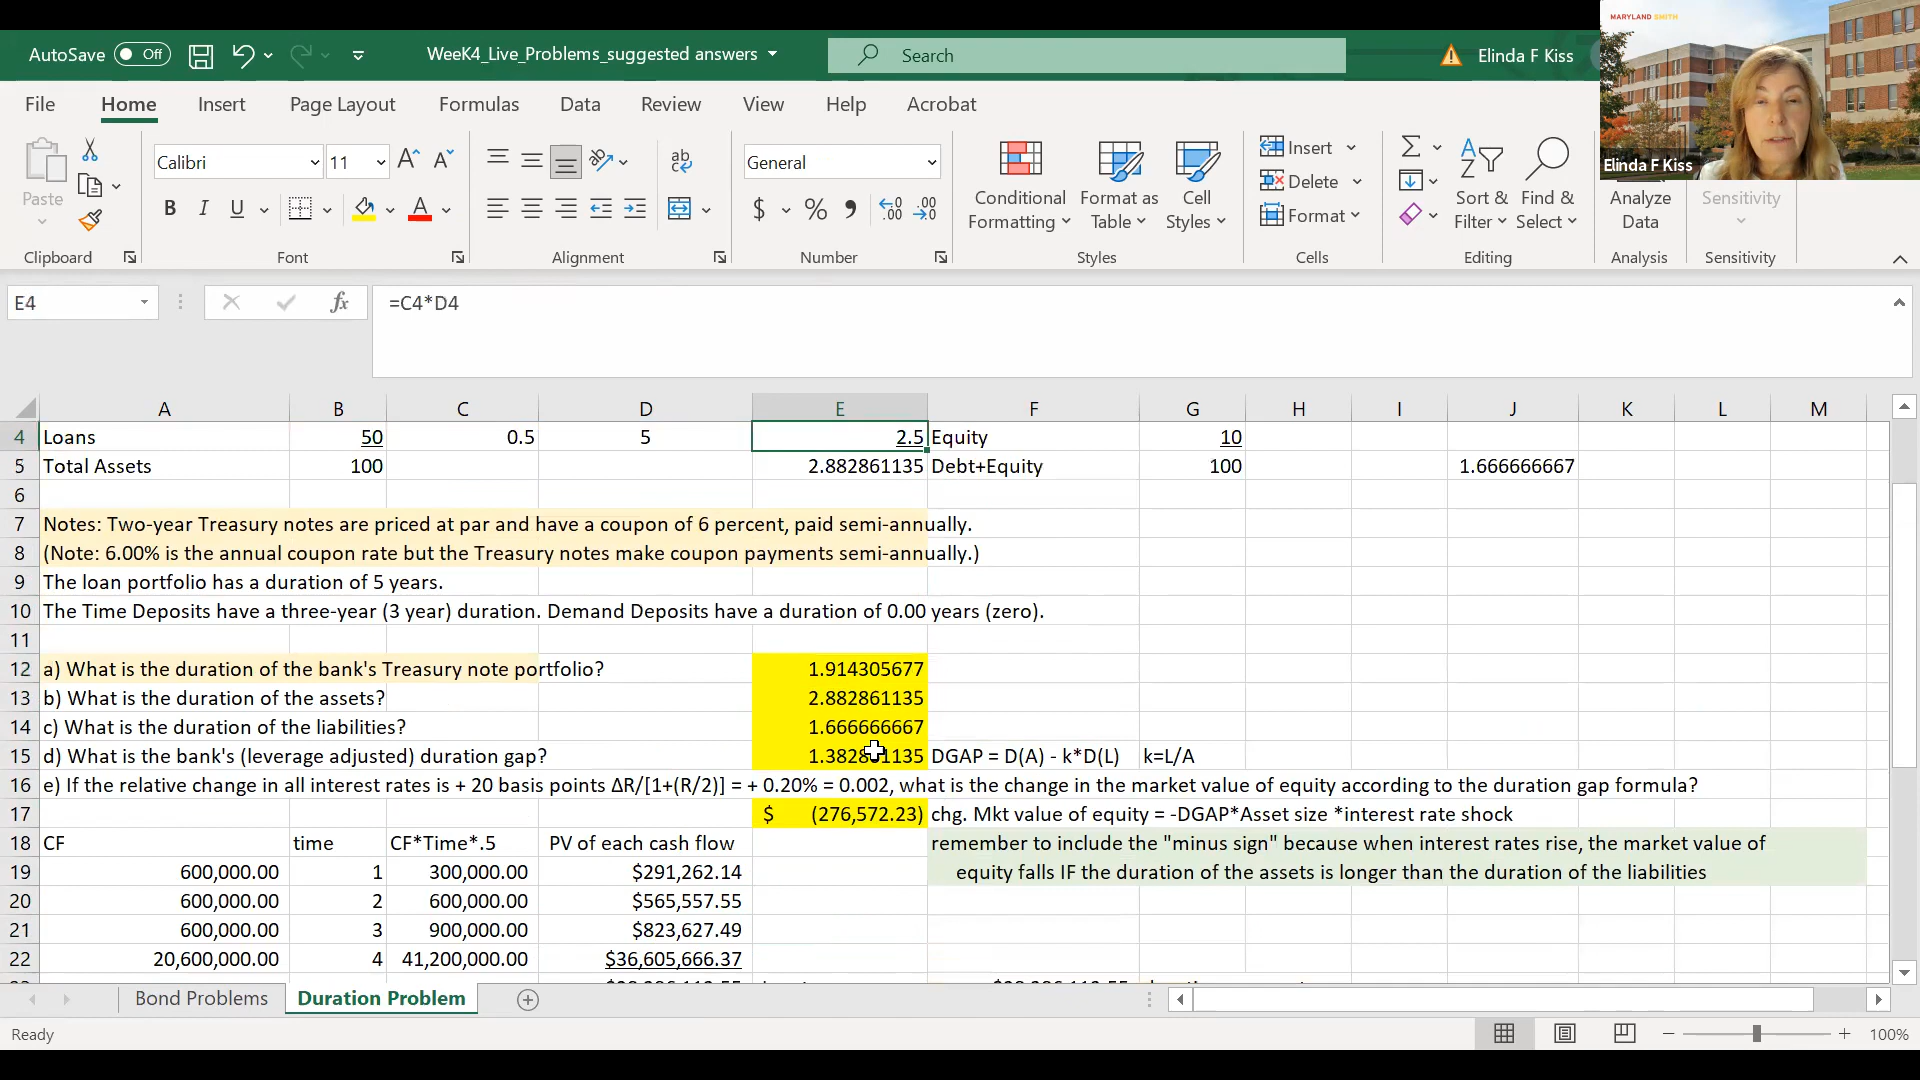 MARYLAND SMITH
AutoSave Off WeeK4_Live_Problems_suggested answers Search Elinda F Kiss
File Home Insert Page Layout Formulas Data Review View Help Acrobat
Elinda F Kiss
Paste Calibri 11 General Insert
Conditional Formatting Format as Table Cell Styles Delete Sort & Filter Find & Select Analyze Data Sensitivity
B I U A $ % Format
Clipboard Font Alignment Number Styles Cells Editing Analysis Sensitivity
E4 fx =C4*D4
A B C D E F G H I J K L M
4 Loans 50 0.5 5 2.5 Equity 10
5 Total Assets 100 2.882861135 Debt+Equity 100 1.666666667
6
7 Notes: Two-year Treasury notes are priced at par and have a coupon of 6 percent, paid semi-annually.
8 (Note: 6.00% is the annual coupon rate but the Treasury notes make coupon payments semi-annually.)
9 The loan portfolio has a duration of 5 years.
10 The Time Deposits have a three-year (3 year) duration. Demand Deposits have a duration of 0.00 years (zero).
11
12 a) What is the duration of the bank's Treasury note portfolio? 1.914305677
13 b) What is the duration of the assets? 2.882861135
14 c) What is the duration of the liabilities? 1.666666667
15 d) What is the bank's (leverage adjusted) duration gap? 1.382861135 DGAP = D(A) - k*D(L) k=L/A
16 e) If the relative change in all interest rates is + 20 basis points ΔR/[1+(R/2)] = + 0.20% = 0.002, what is the change in the market value of equity according to the duration gap formula?
17 $ (276,572.23) chg. Mkt value of equity = -DGAP*Asset size *interest rate shock
18 CF time CF*Time*.5 PV of each cash flow remember to include the "minus sign" because when interest rates rise, the market value of
19 600,000.00 1 300,000.00 $291,262.14 equity falls IF the duration of the assets is longer than the duration of the liabilities
20 600,000.00 2 600,000.00 $565,557.55
21 600,000.00 3 900,000.00 $823,627.49
22 20,600,000.00 4 41,200,000.00 $36,605,666.37
Bond Problems Duration Problem
Ready 100%